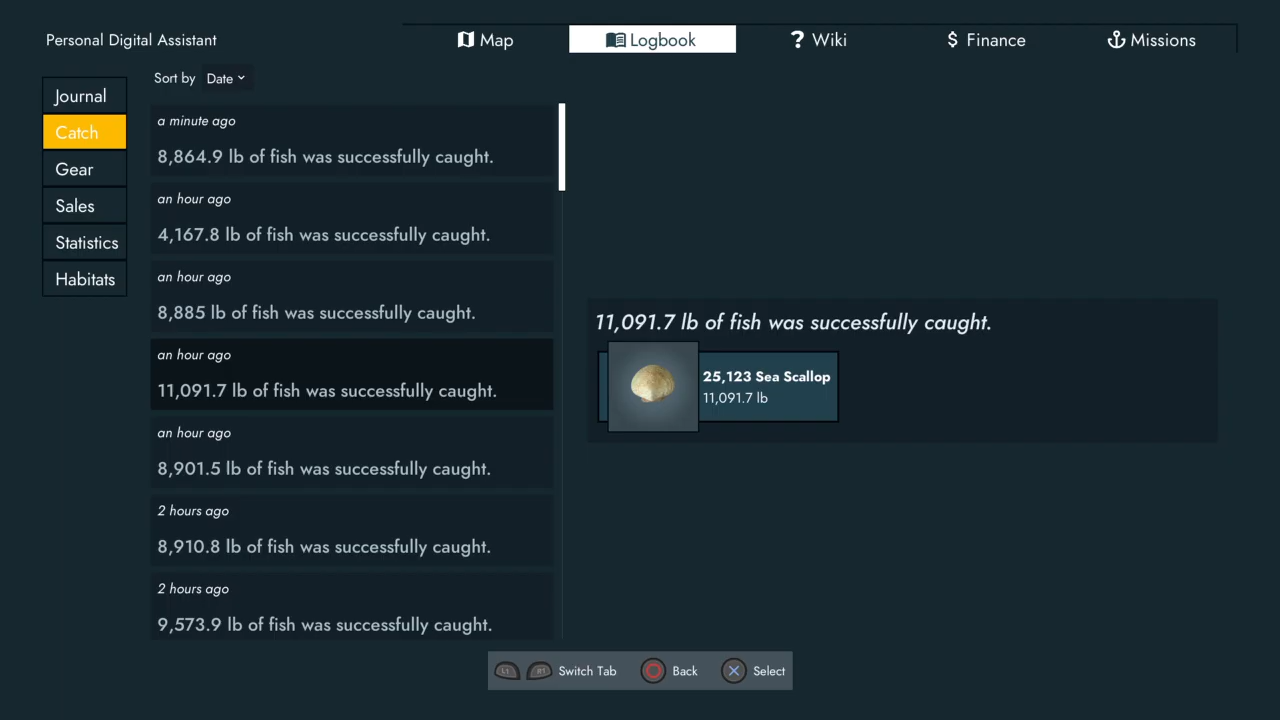 Personal Digital Assistant
Map
Logbook
? Wiki
$ Finance
Missions
Journal
Catch
Gear
Sales
Statistics
Habitats
Sort by Date
a minute ago
8,864.9 lb of fish was successfully caught.
an hour ago
4,167.8 lb of fish was successfully caught.
an hour ago
8,885 lb of fish was successfully caught.
an hour ago
11,091.7 lb of fish was successfully caught.
an hour ago
8,901.5 lb of fish was successfully caught.
2 hours ago
8,910.8 lb of fish was successfully caught.
2 hours ago
9,573.9 lb of fish was successfully caught.
11,091.7 lb of fish was successfully caught.
25,123 Sea Scallop
11,091.7 lb
L1 R1 Switch Tab Back Select